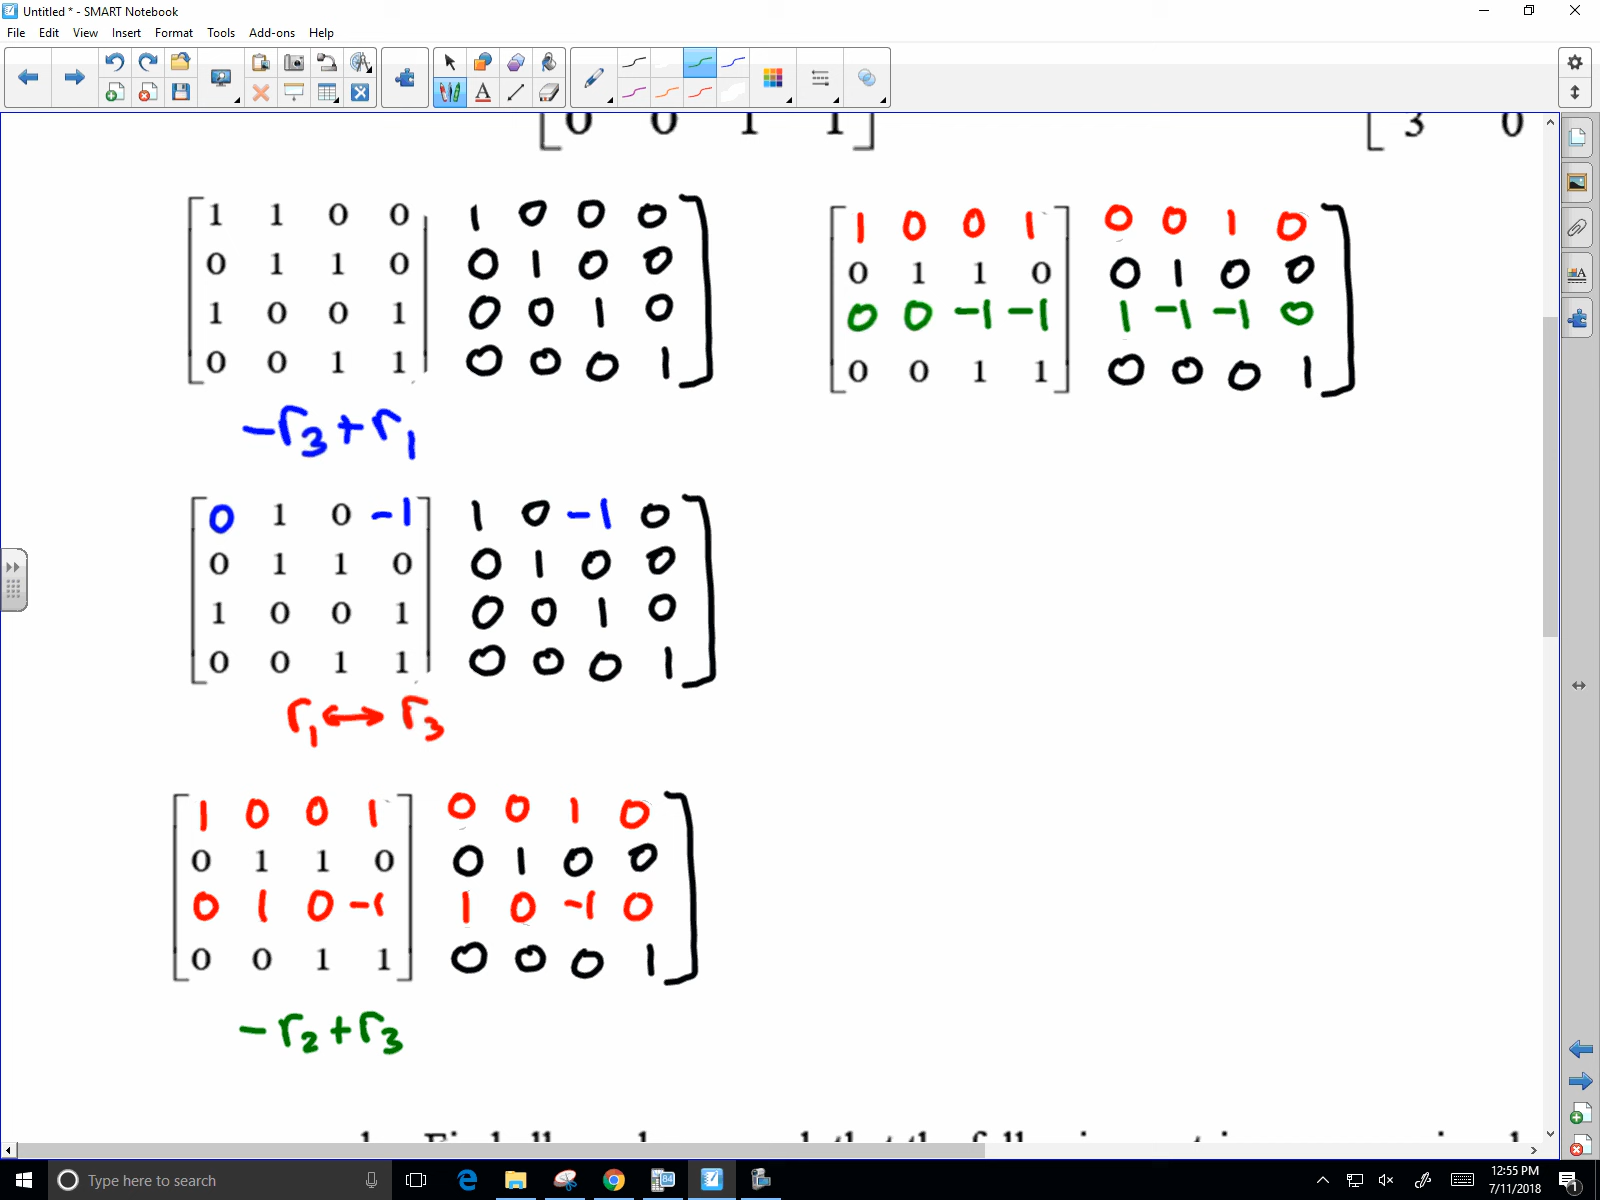 Untitled * - SMART Notebook
File Edit View Insert Format Tools Add-ons Help
0 0 1 1
3 0
1 1 0 0 1 0 0 0
0 1 1 0 0 1 0 0
1 0 0 1 0 0 1 0
0 0 1 1 0 0 0 1
-r3+r1
0 1 0 -1 1 0 -1 0
0 1 1 0 0 1 0 0
1 0 0 1 0 0 1 0
0 0 1 1 0 0 0 1
r1↔r3
1 0 0 1 0 0 1 0
0 1 1 0 0 1 0 0
0 1 0 -1 1 0 -1 0
0 0 1 1 0 0 0 1
-r2+r3
1 0 0 1 0 0 1 0
0 1 1 0 0 1 0 0
0 0 -1 -1 1 -1 -1 0
0 0 1 1 0 0 0 1
Type here to search
84
12:55 PM
7/11/2018
1